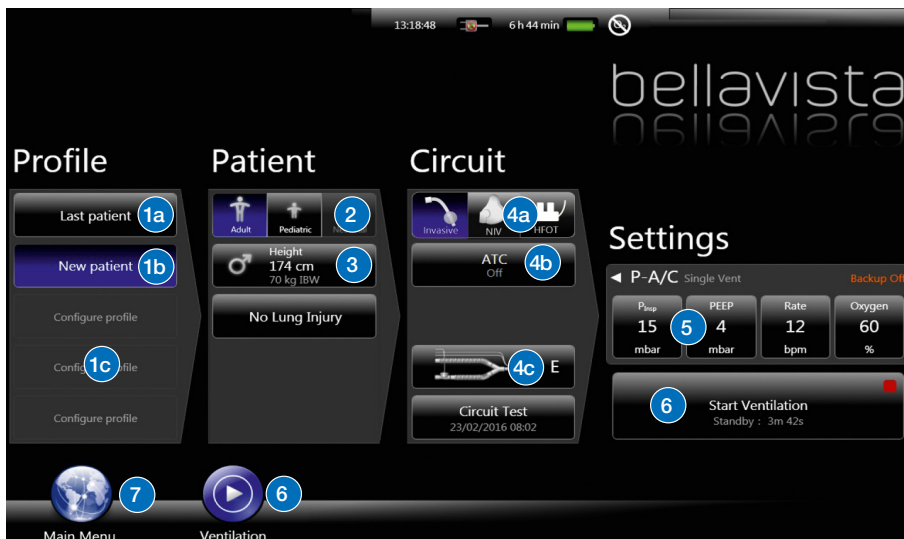 13:18:48
6 h 44 min
bellavista
Profile
Patient
Circuit
Settings
Last patient
1a
New patient
1b
Configure profile
1c
Configure profile
Adult
Pediatric
2
Height
174 cm
70 kg IBW
3
No Lung Injury
Invasive
NIV
HFOT
4a
ATC
Off
4b
4c
E
Circuit Test
23/02/2016 08:02
P-A/C Single Vent
Backup Off
PInsp
15
mbar
5
PEEP
4
mbar
Rate
12
bpm
Oxygen
60
%
6
Start Ventilation
Standby : 3m 42s
7
Main Menu
6
Ventilation